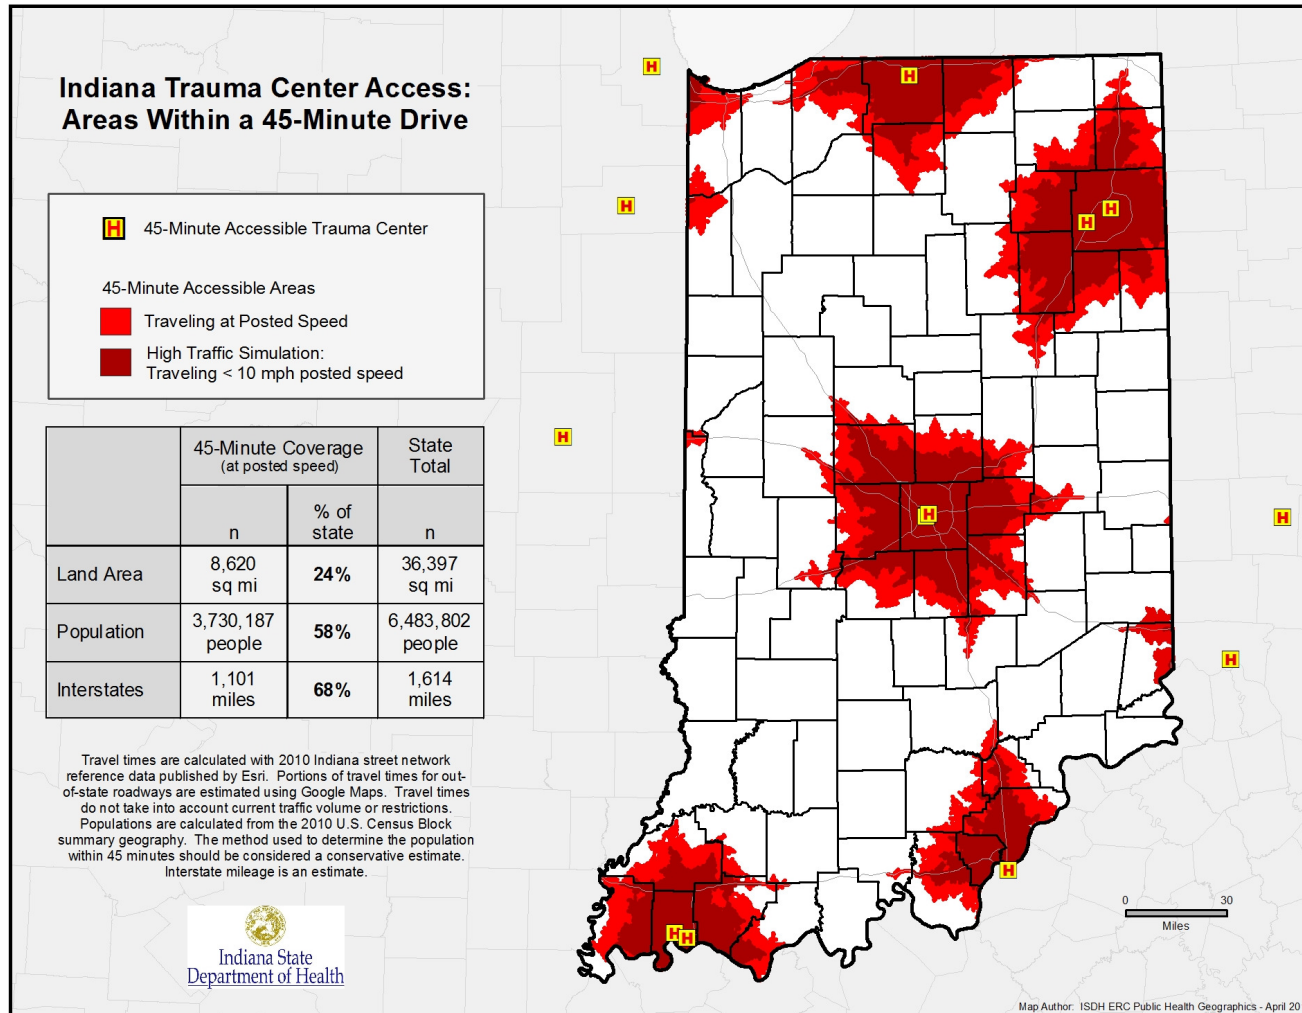 Indiana Trauma Center Access:
Areas Within a 45-Minute Drive
H 45-Minute Accessible Trauma Center
45-Minute Accessible Areas
Traveling at Posted Speed
High Traffic Simulation:
Traveling < 10 mph posted speed
45-Minute Coverage
(at posted speed)
State
Total
n
% of
state
n
Land Area
8,620
sq mi
24%
36,397
sq mi
Population
3,730,187
people
58%
6,483,802
people
Interstates
1,101
miles
68%
1,614
miles
Travel times are calculated with 2010 Indiana street network
reference data published by Esri. Portions of travel times for out-
of-state roadways are estimated using Google Maps. Travel times
do not take into account current traffic volume or restrictions.
Populations are calculated from the 2010 U.S. Census Block
summary geography. The method used to determine the population
within 45 minutes should be considered a conservative estimate.
Interstate mileage is an estimate.
Indiana State
Department of Health
H
H
H
H
H
H
H
H
H
H
H
H
H
0 30
Miles
Map Author: ISDH ERC Public Health Geographics - April 20